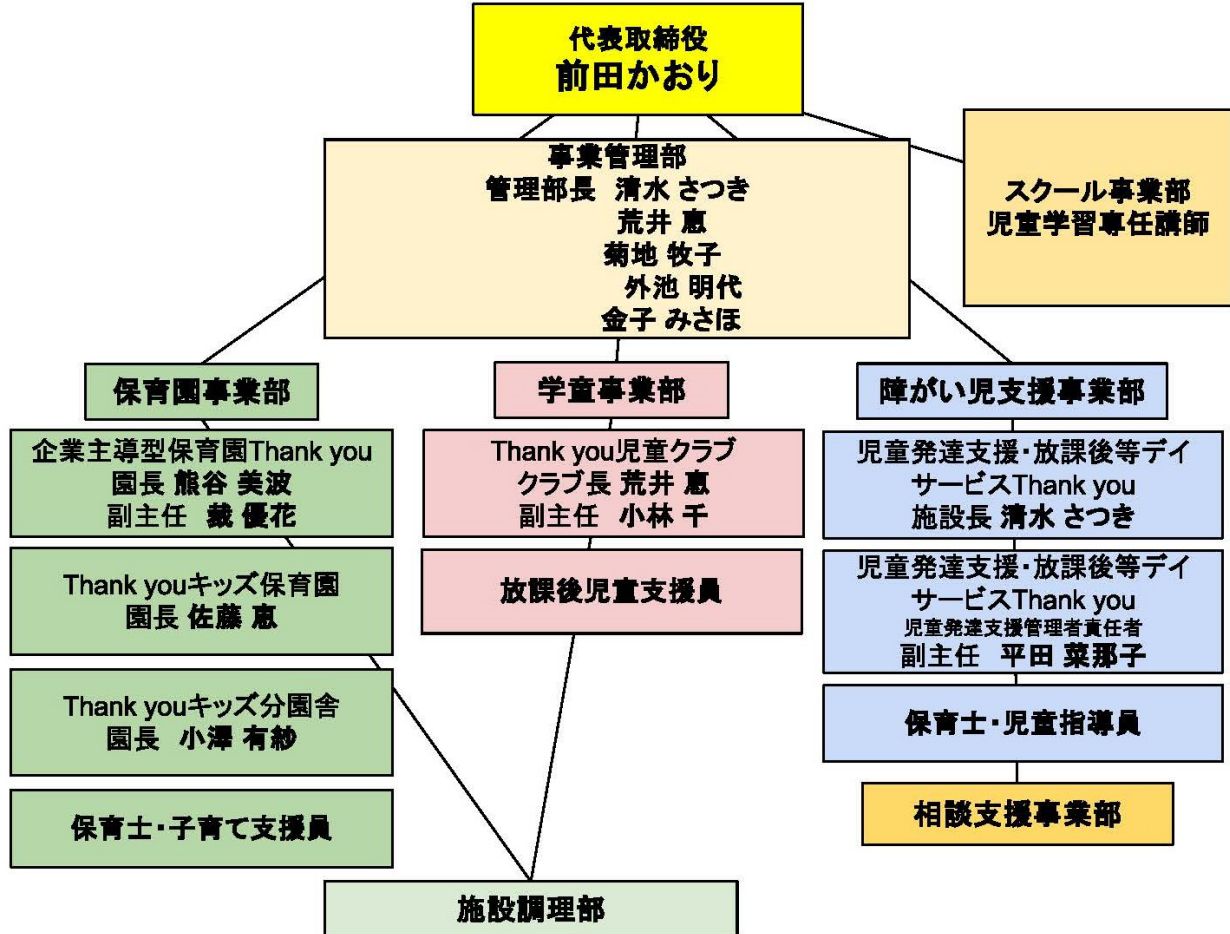 代表取締役
前田かおり
事業管理部
管理部長 清水 さつき
荒井 恵
菊地 牧子
外池 明代
金子 みさほ
スクール事業部
児童学習専任講師
保育園事業部
企業主導型保育園Thank you
園長 熊谷 美波
副主任 裁 優花
Thank youキッズ保育園
園長 佐藤 恵
Thank youキッズ分園舎
園長 小澤 有紗
保育士・子育て支援員
学童事業部
Thank you児童クラブ
クラブ長 荒井 恵
副主任 小林 千
放課後児童支援員
障がい児支援事業部
児童発達支援・放課後等デイ
サービスThank you
施設長 清水 さつき
児童発達支援・放課後等デイ
サービスThank you
児童発達支援管理者責任者
副主任 平田 菜那子
保育士・児童指導員
相談支援事業部
施設調理部